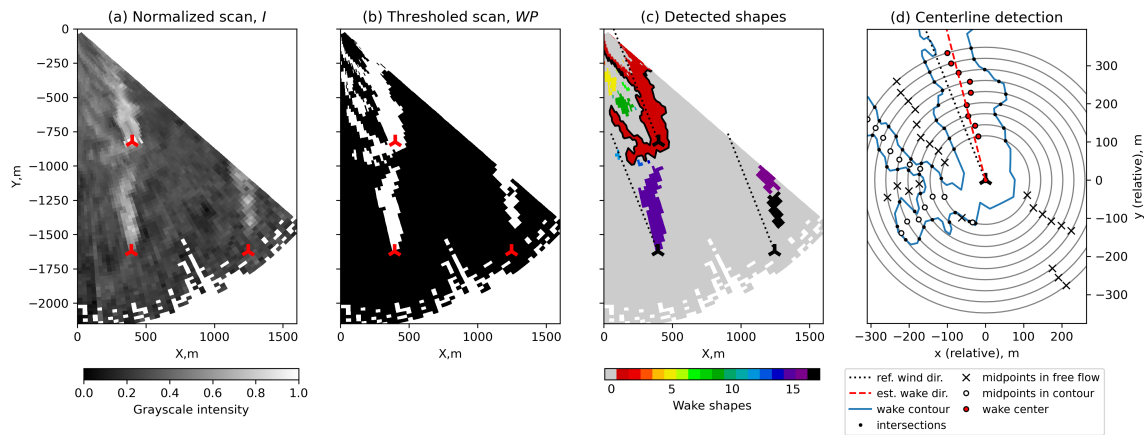 (a) Normalized scan, I
(b) Thresholed scan, WP
(c) Detected shapes
(d) Centerline detection
Y,m
0
−250
−500
−750
−1000
−1250
−1500
−1750
−2000
0 500 1000 1500
X,m
0 500 1000 1500
X,m
0 500 1000 1500
X,m
300
200
100
0
−100
−200
−300
y (relative), m
−300 −200 −100 0 100 200
x (relative), m
0.0 0.2 0.4 0.6 0.8 1.0
Grayscale intensity
0 5 10 15
Wake shapes
ref. wind dir.
est. wake dir.
wake contour
intersections
midpoints in free flow
midpoints in contour
wake center